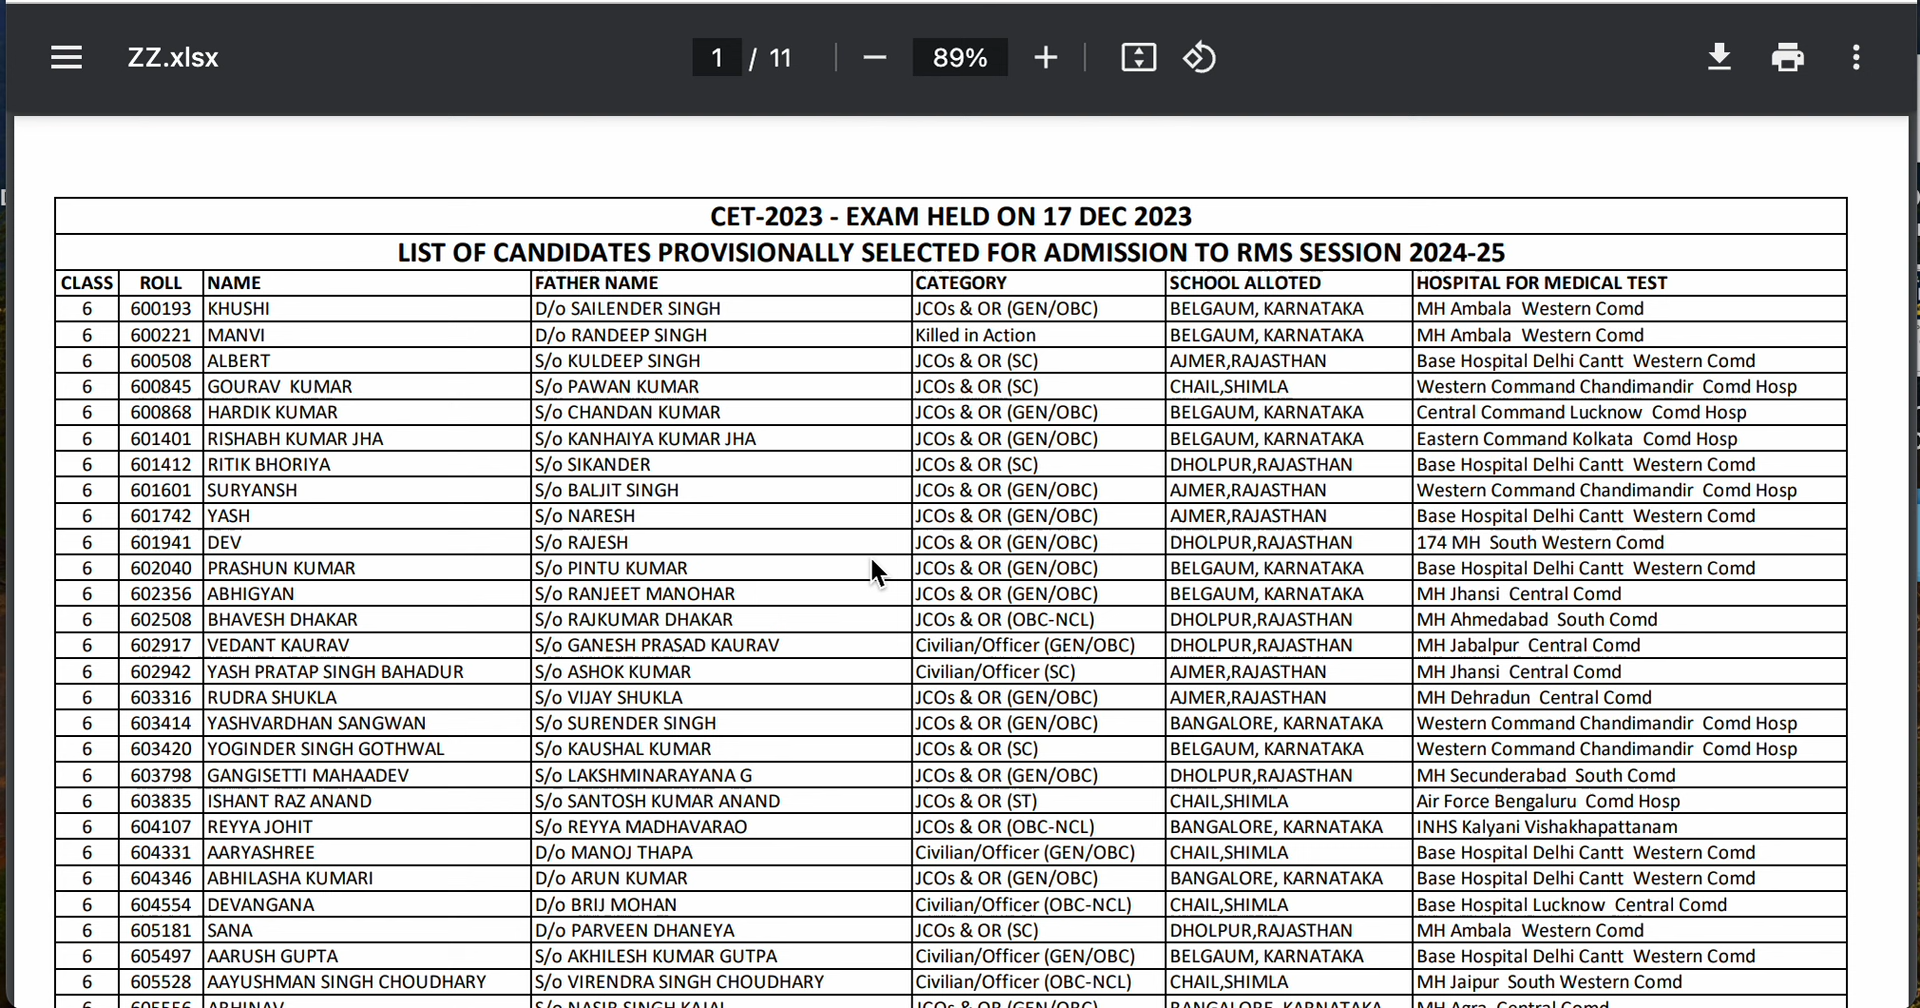 ZZ.xlsx 1 / 11 89%
CET-2023 - EXAM HELD ON 17 DEC 2023
LIST OF CANDIDATES PROVISIONALLY SELECTED FOR ADMISSION TO RMS SESSION 2024-25
CLASS ROLL NAME FATHER NAME CATEGORY SCHOOL ALLOTED HOSPITAL FOR MEDICAL TEST
6 600193 KHUSHI D/o SAILENDER SINGH JCOs & OR (GEN/OBC) BELGAUM, KARNATAKA MH Ambala Western Comd
6 600221 MANVI D/o RANDEEP SINGH Killed in Action BELGAUM, KARNATAKA MH Ambala Western Comd
6 600508 ALBERT S/o KULDEEP SINGH JCOs & OR (SC) AJMER,RAJASTHAN Base Hospital Delhi Cantt Western Comd
6 600845 GOURAV KUMAR S/o PAWAN KUMAR JCOs & OR (SC) CHAIL,SHIMLA Western Command Chandimandir Comd Hosp
6 600868 HARDIK KUMAR S/o CHANDAN KUMAR JCOs & OR (GEN/OBC) BELGAUM, KARNATAKA Central Command Lucknow Comd Hosp
6 601401 RISHABH KUMAR JHA S/o KANHAIYA KUMAR JHA JCOs & OR (GEN/OBC) BELGAUM, KARNATAKA Eastern Command Kolkata Comd Hosp
6 601412 RITIK BHORIYA S/o SIKANDER JCOs & OR (SC) DHOLPUR,RAJASTHAN Base Hospital Delhi Cantt Western Comd
6 601601 SURYANSH S/o BALJIT SINGH JCOs & OR (GEN/OBC) AJMER,RAJASTHAN Western Command Chandimandir Comd Hosp
6 601742 YASH S/o NARESH JCOs & OR (GEN/OBC) AJMER,RAJASTHAN Base Hospital Delhi Cantt Western Comd
6 601941 DEV S/o RAJESH JCOs & OR (GEN/OBC) DHOLPUR,RAJASTHAN 174 MH South Western Comd
6 602040 PRASHUN KUMAR S/o PINTU KUMAR JCOs & OR (GEN/OBC) BELGAUM, KARNATAKA Base Hospital Delhi Cantt Western Comd
6 602356 ABHIGYAN S/o RANJEET MANOHAR JCOs & OR (GEN/OBC) BELGAUM, KARNATAKA MH Jhansi Central Comd
6 602508 BHAVESH DHAKAR S/o RAJKUMAR DHAKAR JCOs & OR (OBC-NCL) DHOLPUR,RAJASTHAN MH Ahmedabad South Comd
6 602917 VEDANT KAURAV S/o GANESH PRASAD KAURAV Civilian/Officer (GEN/OBC) DHOLPUR,RAJASTHAN MH Jabalpur Central Comd
6 602942 YASH PRATAP SINGH BAHADUR S/o ASHOK KUMAR Civilian/Officer (SC) AJMER,RAJASTHAN MH Jhansi Central Comd
6 603316 RUDRA SHUKLA S/o VIJAY SHUKLA JCOs & OR (GEN/OBC) AJMER,RAJASTHAN MH Dehradun Central Comd
6 603414 YASHVARDHAN SANGWAN S/o SURENDER SINGH JCOs & OR (GEN/OBC) BANGALORE, KARNATAKA Western Command Chandimandir Comd Hosp
6 603420 YOGINDER SINGH GOTHWAL S/o KAUSHAL KUMAR JCOs & OR (SC) BELGAUM, KARNATAKA Western Command Chandimandir Comd Hosp
6 603798 GANGISETTI MAHAADEV S/o LAKSHMINARAYANA G JCOs & OR (GEN/OBC) DHOLPUR,RAJASTHAN MH Secunderabad South Comd
6 603835 ISHANT RAZ ANAND S/o SANTOSH KUMAR ANAND JCOs & OR (ST) CHAIL,SHIMLA Air Force Bengaluru Comd Hosp
6 604107 REYYA JOHIT S/o REYYA MADHAVARAO JCOs & OR (OBC-NCL) BANGALORE, KARNATAKA INHS Kalyani Vishakhapattanam
6 604331 AARYASHREE D/o MANOJ THAPA Civilian/Officer (GEN/OBC) CHAIL,SHIMLA Base Hospital Delhi Cantt Western Comd
6 604346 ABHILASHA KUMARI D/o ARUN KUMAR JCOs & OR (GEN/OBC) BANGALORE, KARNATAKA Base Hospital Delhi Cantt Western Comd
6 604554 DEVANGANA D/o BRIJ MOHAN Civilian/Officer (OBC-NCL) CHAIL,SHIMLA Base Hospital Lucknow Central Comd
6 605181 SANA D/o PARVEEN DHANEYA JCOs & OR (SC) DHOLPUR,RAJASTHAN MH Ambala Western Comd
6 605497 AARUSH GUPTA S/o AKHILESH KUMAR GUTPA Civilian/Officer (GEN/OBC) BELGAUM, KARNATAKA Base Hospital Delhi Cantt Western Comd
6 605528 AAYUSHMAN SINGH CHOUDHARY S/o VIRENDRA SINGH CHOUDHARY Civilian/Officer (OBC-NCL) CHAIL,SHIMLA MH Jaipur South Western Comd
6 605556 ABHINAV S/o NASIB SINGH KAJAL JCOs & OR (GEN/OBC) BANGALORE, KARNATAKA MH Agra Central Comd